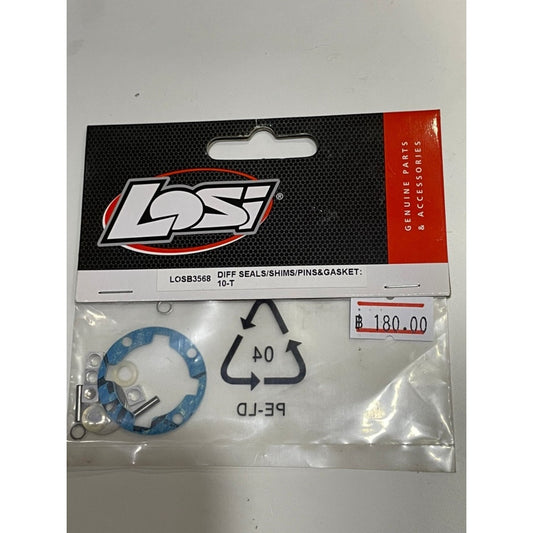 Losi®
GENUINE PARTS
& ACCESSORIES
LOSB3568 DIFF SEALS/SHIMS/PINS&GASKET:
10-T
฿ 180.00
04
PE-LD